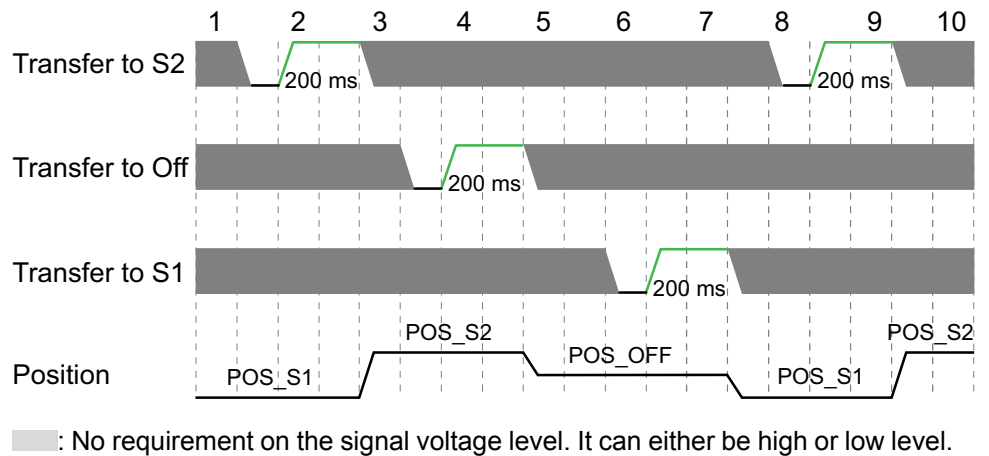 1 2 3 4 5 6 7 8 9 10
Transfer to S2
200 ms
200 ms
Transfer to Off
200 ms
Transfer to S1
200 ms
Position
POS_S1
POS_S2
POS_OFF
POS_S1
POS_S2
: No requirement on the signal voltage level. It can either be high or low level.